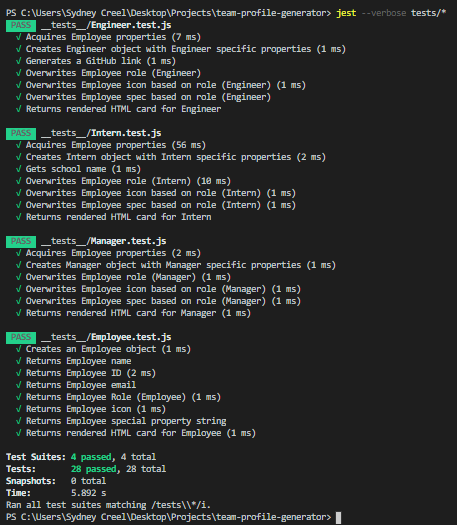 PS C:\Users\Sydney Creel\Desktop\Projects\team-profile-generator> jest --verbose tests/*
PASS __tests__/Engineer.test.js
√ Acquires Employee properties (7 ms)
√ Creates Engineer object with Engineer specific properties (1 ms)
√ Generates a GitHub link (1 ms)
√ Overwrites Employee role (Engineer)
√ Overwrites Employee icon based on role (Engineer) (1 ms)
√ Overwrites Employee spec based on role (Engineer)
√ Returns rendered HTML card for Engineer
PASS __tests__/Intern.test.js
√ Acquires Employee properties (56 ms)
√ Creates Intern object with Intern specific properties (2 ms)
√ Gets school name (1 ms)
√ Overwrites Employee role (Intern) (10 ms)
√ Overwrites Employee icon based on role (Intern) (1 ms)
√ Overwrites Employee spec based on role (Intern) (1 ms)
√ Returns rendered HTML card for Intern
PASS __tests__/Manager.test.js
√ Acquires Employee properties (2 ms)
√ Creates Manager object with Manager specific properties (1 ms)
√ Overwrites Employee role (Manager) (1 ms)
√ Overwrites Employee icon based on role (Manager) (1 ms)
√ Overwrites Employee spec based on role (Manager) (1 ms)
√ Returns rendered HTML card for Manager (1 ms)
PASS __tests__/Employee.test.js
√ Creates an Employee object (1 ms)
√ Returns Employee name
√ Returns Employee ID (2 ms)
√ Returns Employee email
√ Returns Employee Role (Employee) (1 ms)
√ Returns Employee icon (1 ms)
√ Returns Employee special property string
√ Returns rendered HTML card for Employee (1 ms)
Test Suites: 4 passed, 4 total
Tests: 28 passed, 28 total
Snapshots: 0 total
Time: 5.892 s
Ran all test suites matching /tests\\*/i.
PS C:\Users\Sydney Creel\Desktop\Projects\team-profile-generator>